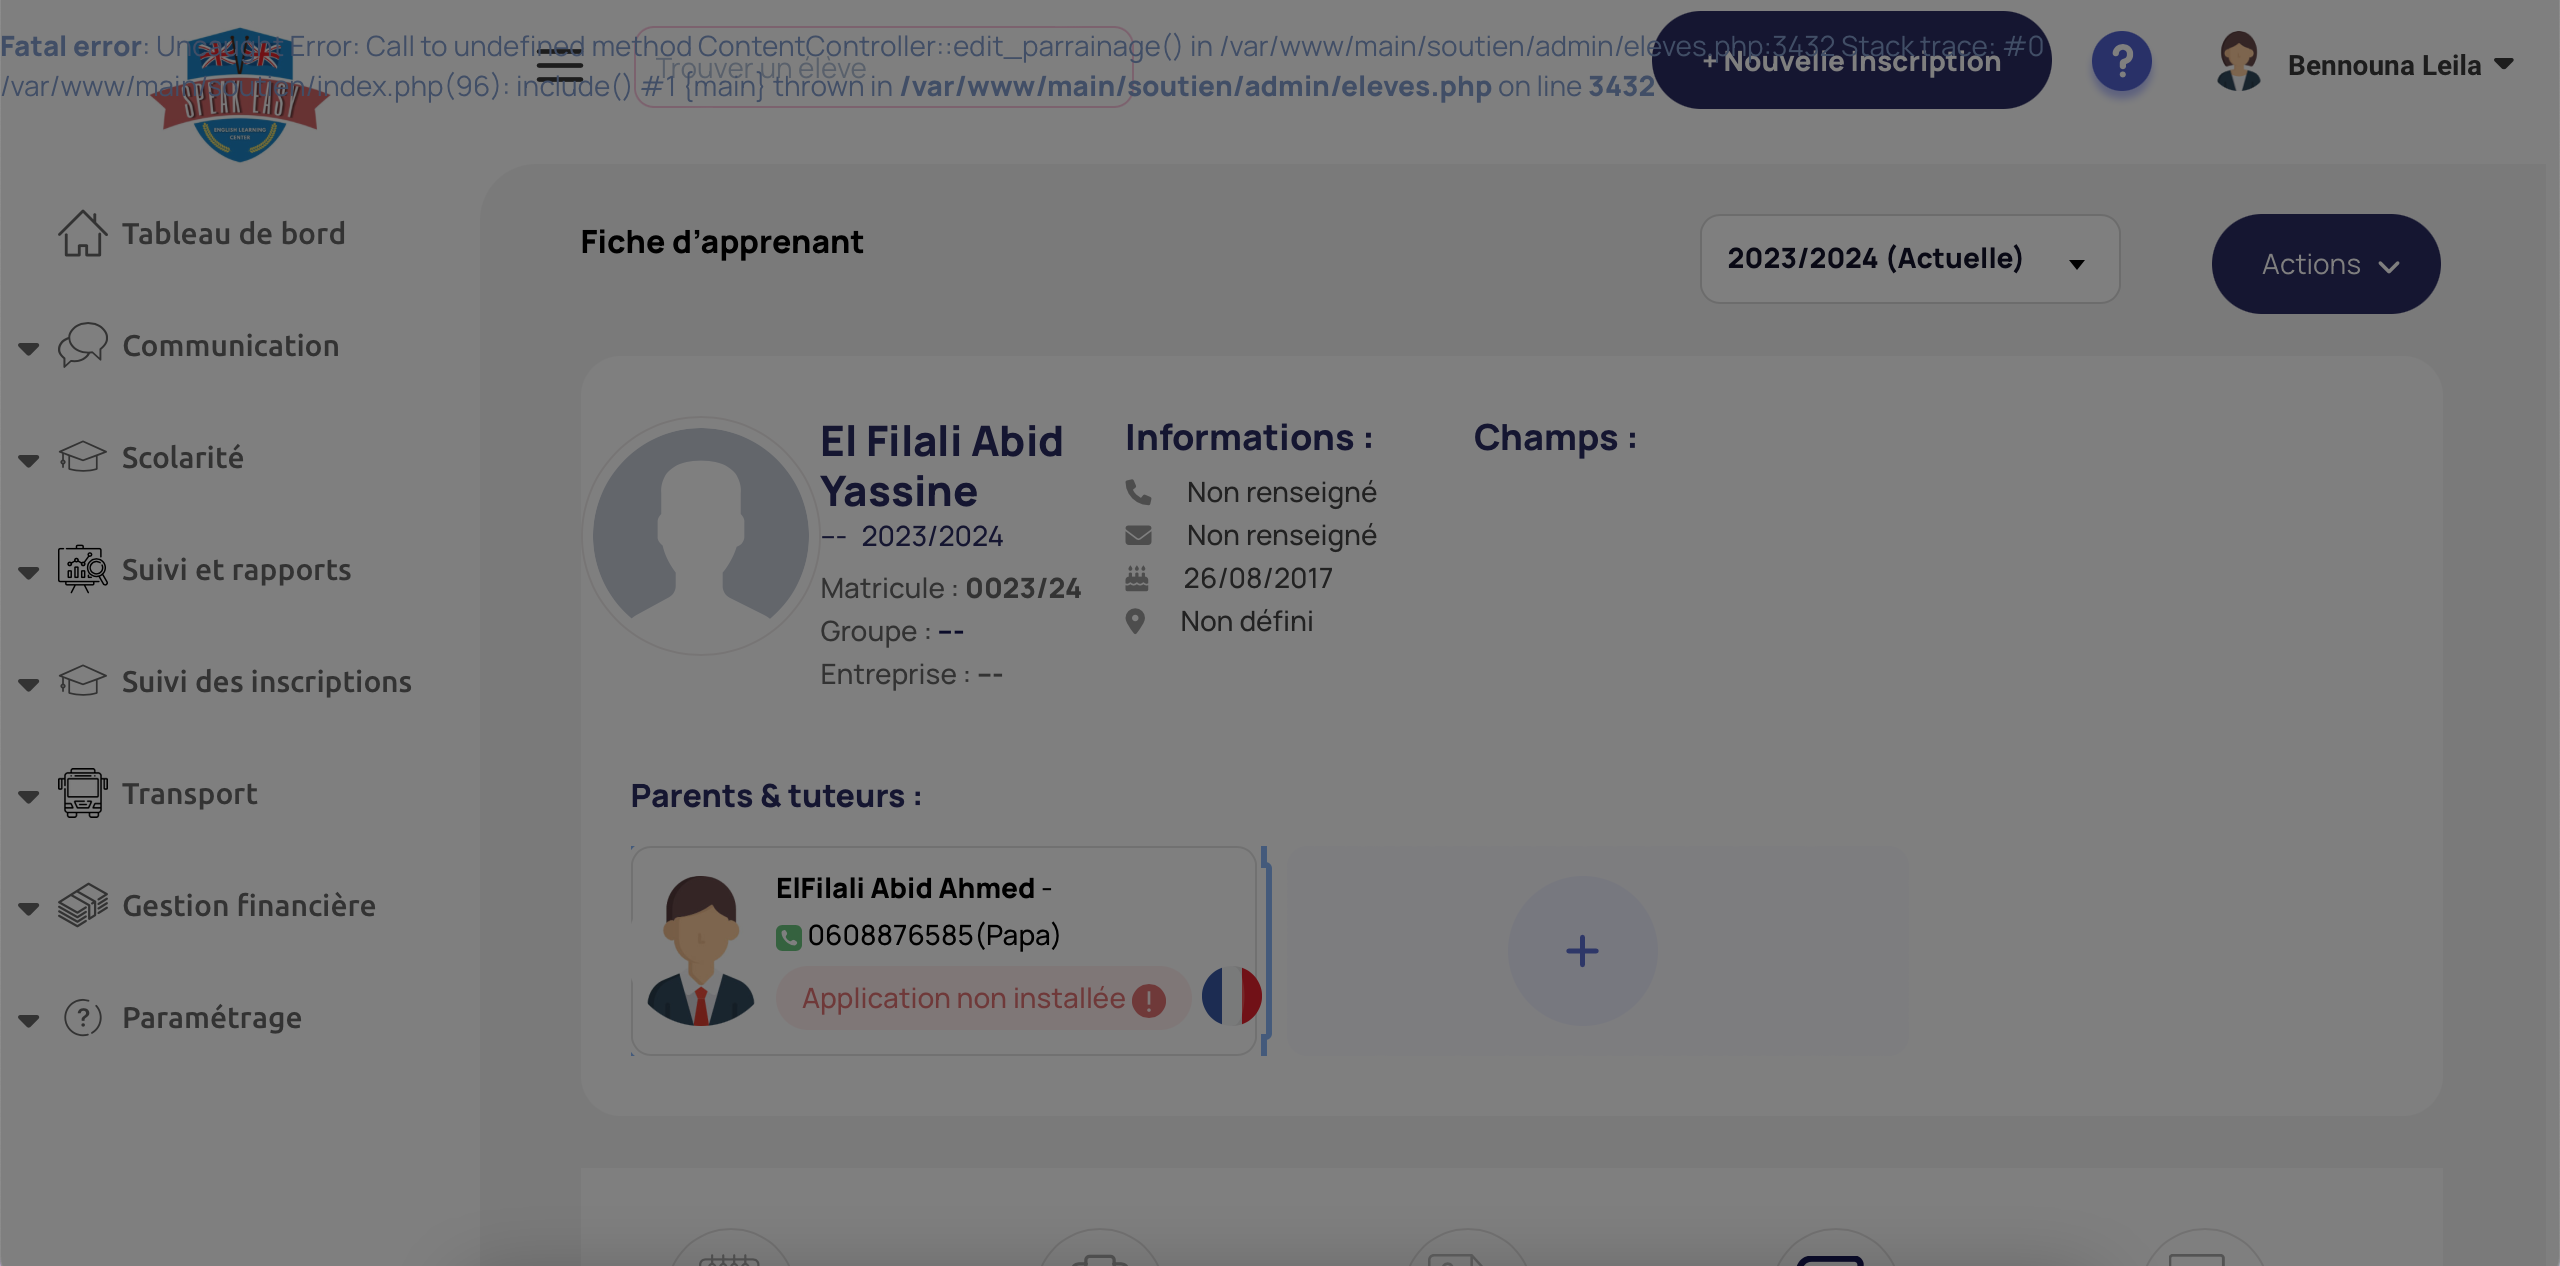 Fatal error: Uncaught Error: Call to undefined method ContentController::edit_parrainage() in /var/www/main/soutien/admin/eleves.php:3432 Stack trace: #0
/var/www/main/soutien/index.php(96): include() #1 {main} thrown in /var/www/main/soutien/admin/eleves.php on line 3432
SPEAK EASY
ENGLISH LEARNING
CENTER
Trouver un élève
+ Nouvelle Inscription
?
Bennouna Leila
Tableau de bord
Communication
Scolarité
Suivi et rapports
Suivi des inscriptions
Transport
Gestion financière
Paramétrage
Fiche d’apprenant
2023/2024 (Actuelle)
Actions
El Filali Abid
Yassine
-- 2023/2024
Matricule : 0023/24
Groupe : --
Entreprise : --
Informations :
Non renseigné
Non renseigné
26/08/2017
Non défini
Champs :
Parents & tuteurs :
ElFilali Abid Ahmed -
0608876585(Papa)
Application non installée
+